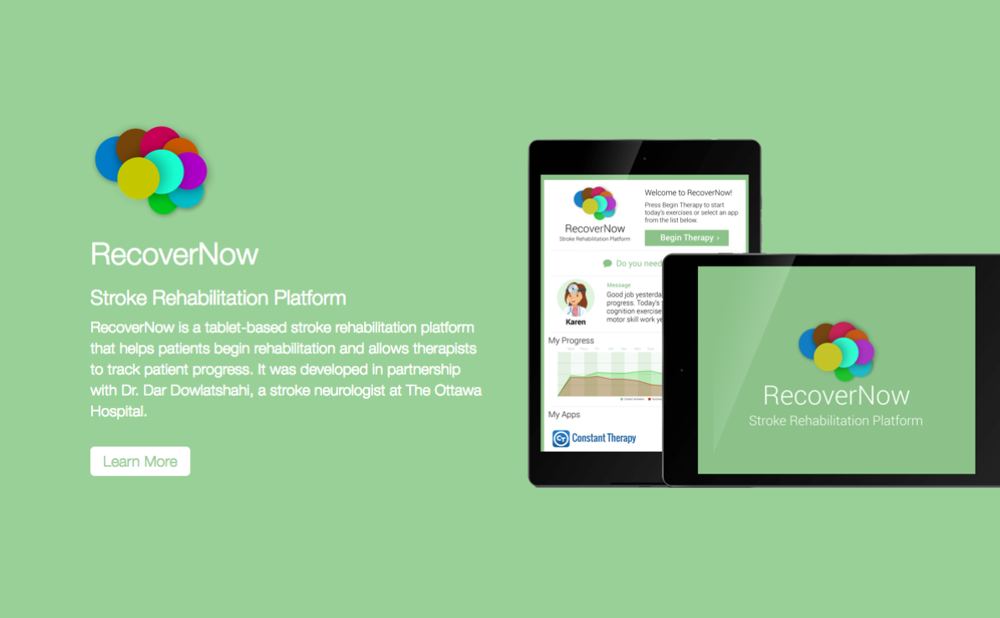 RecoverNow
Stroke Rehabilitation Platform
RecoverNow is a tablet-based stroke rehabilitation platform
that helps patients begin rehabilitation and allows therapists
to track patient progress. It was developed in partnership
with Dr. Dar Dowlatshahi, a stroke neurologist at The Ottawa
Hospital.
Learn More
RecoverNow
Stroke Rehabilitation Platform
Welcome to RecoverNow!
Press Begin Therapy to start
today's exercises or select an app
from the list below.
Begin Therapy ›
Do you need
Karen
Message
Good job yesterday
progress. Today's
cognition exercise
motor skill work
My Progress
My Apps
CT Constant Therapy
RecoverNow
Stroke Rehabilitation Platform